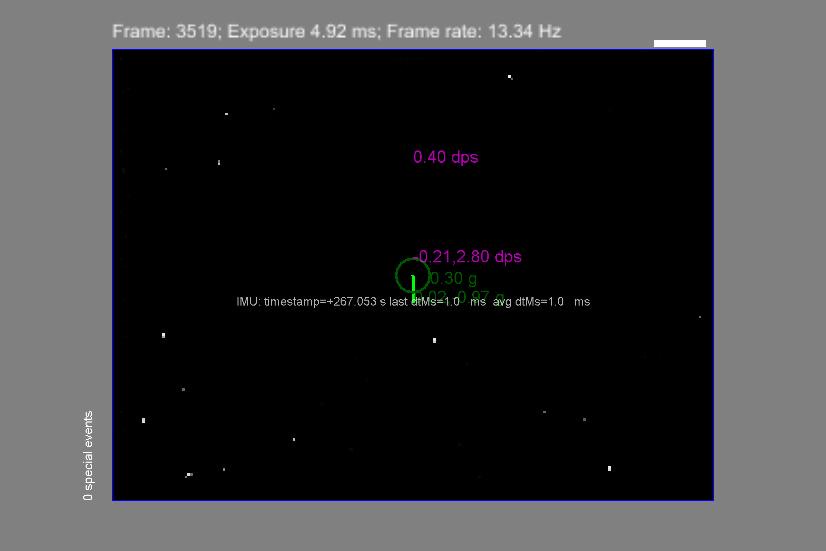 Frame: 3519; Exposure 4.92 ms; Frame rate: 13.34 Hz
0.40 dps
-0.21,2.80 dps
0.30 g
IMU: timestamp=+267.053 s last dtMs=1.0 ms avg dtMs=1.0 ms
0 special events